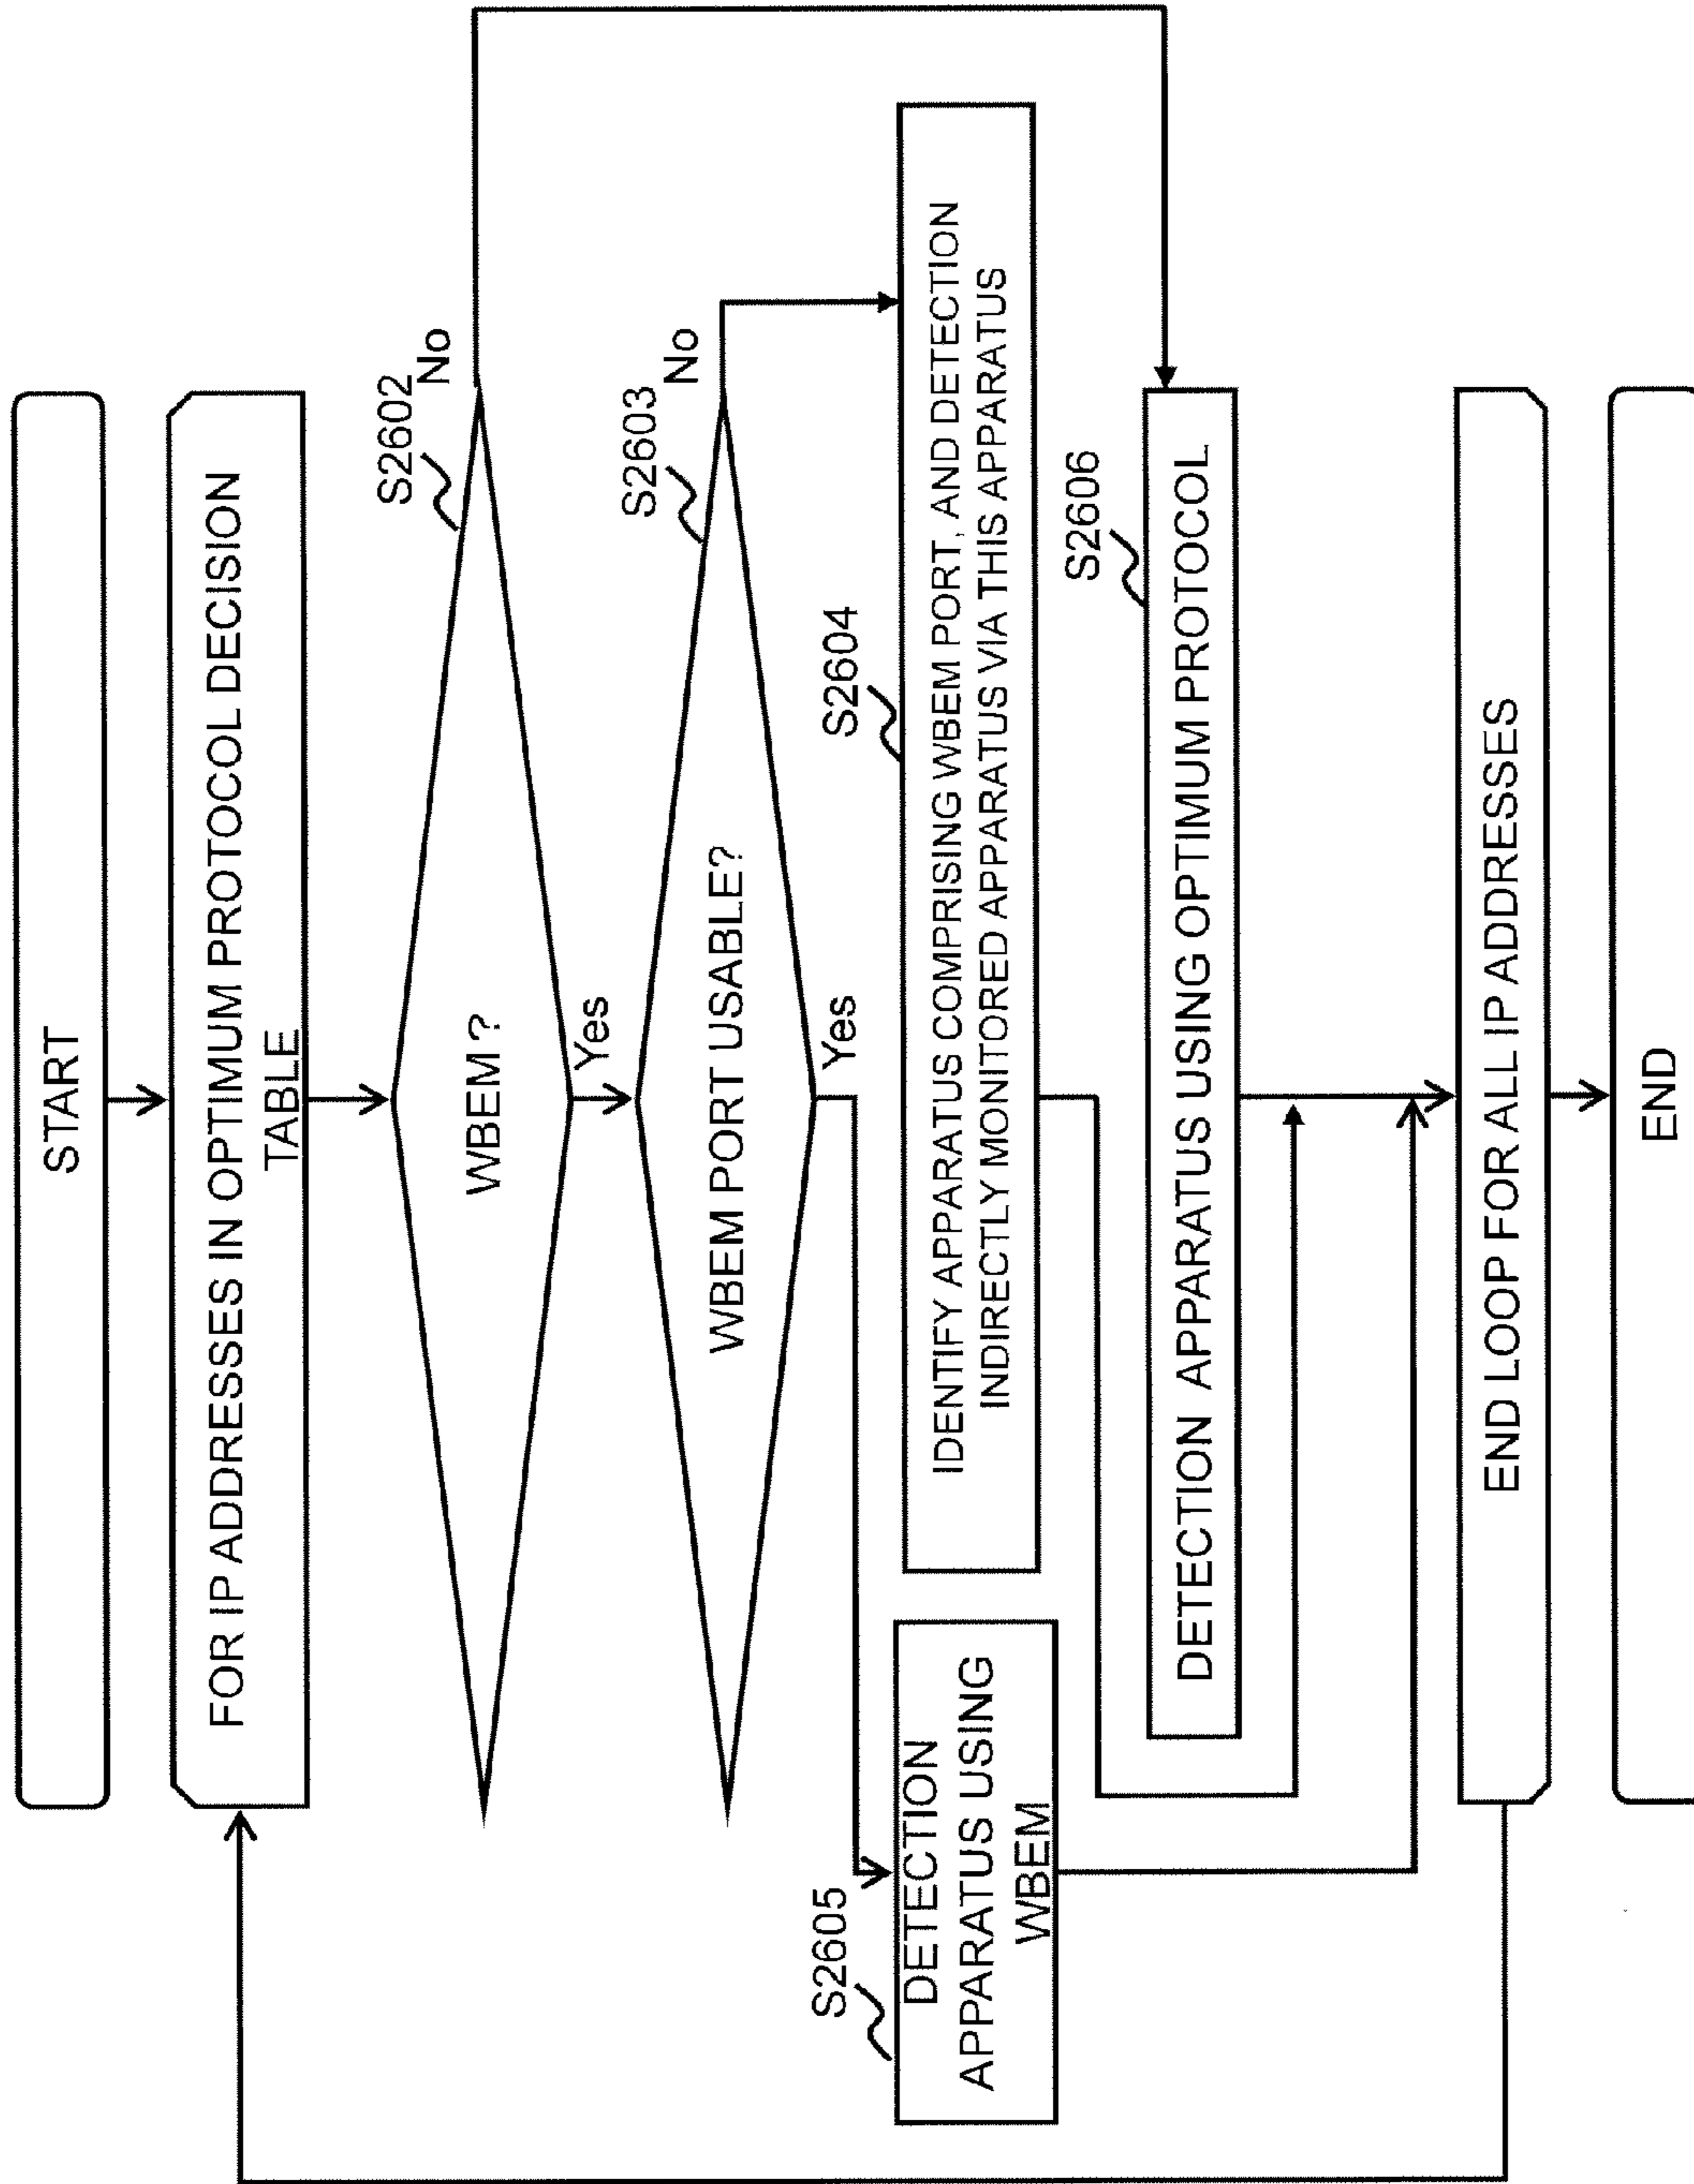 START
FOR IP ADDRESSES IN OPTIMUM PROTOCOL DECISION
TABLE
S2602
WBEM ?
No
Yes
S2603
WBEM PORT USABLE?
No
Yes
S2604
IDENTIFY APPARATUS COMPRISING WBEM PORT, AND DETECTION
INDIRECTLY MONITORED APPARATUS VIA THIS APPARATUS
S2605
DETECTION
APPARATUS USING
WBEM
S2606
DETECTION APPARATUS USING OPTIMUM PROTOCOL
END LOOP FOR ALL IP ADDRESSES
END